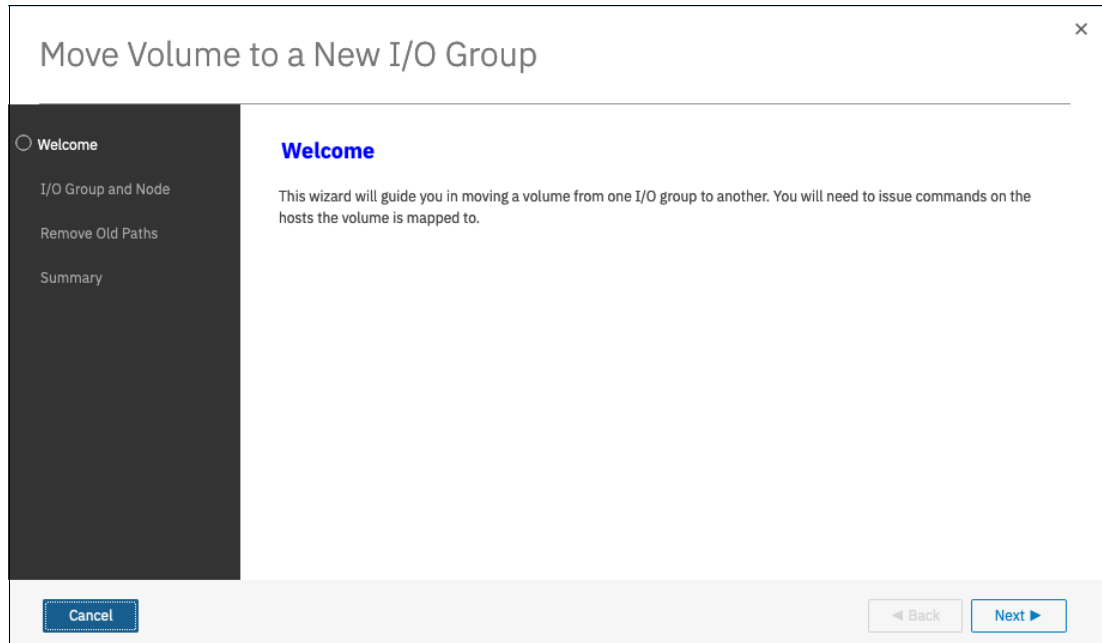 Move Volume to a New I/O Group
Welcome
I/O Group and Node
Remove Old Paths
Summary
Welcome
This wizard will guide you in moving a volume from one I/O group to another. You will need to issue commands on the
hosts the volume is mapped to.
Cancel
Back
Next